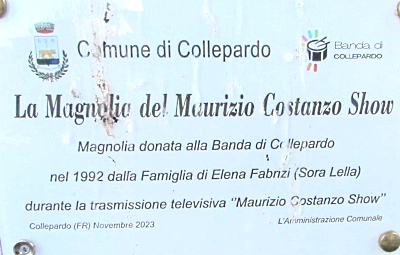 Comune di Collepardo
Banda di
COLLEPARDO
La Magnolia del Maurizio Costanzo Show
Magnolia donata alla Banda di Collepardo
nel 1992 dalla Famiglia di Elena Fabrizi (Sora Lella)
durante la trasmissione televisiva "Maurizio Costanzo Show"
Collepardo (FR) Novembre 2023
L'Amministrazione Comunale